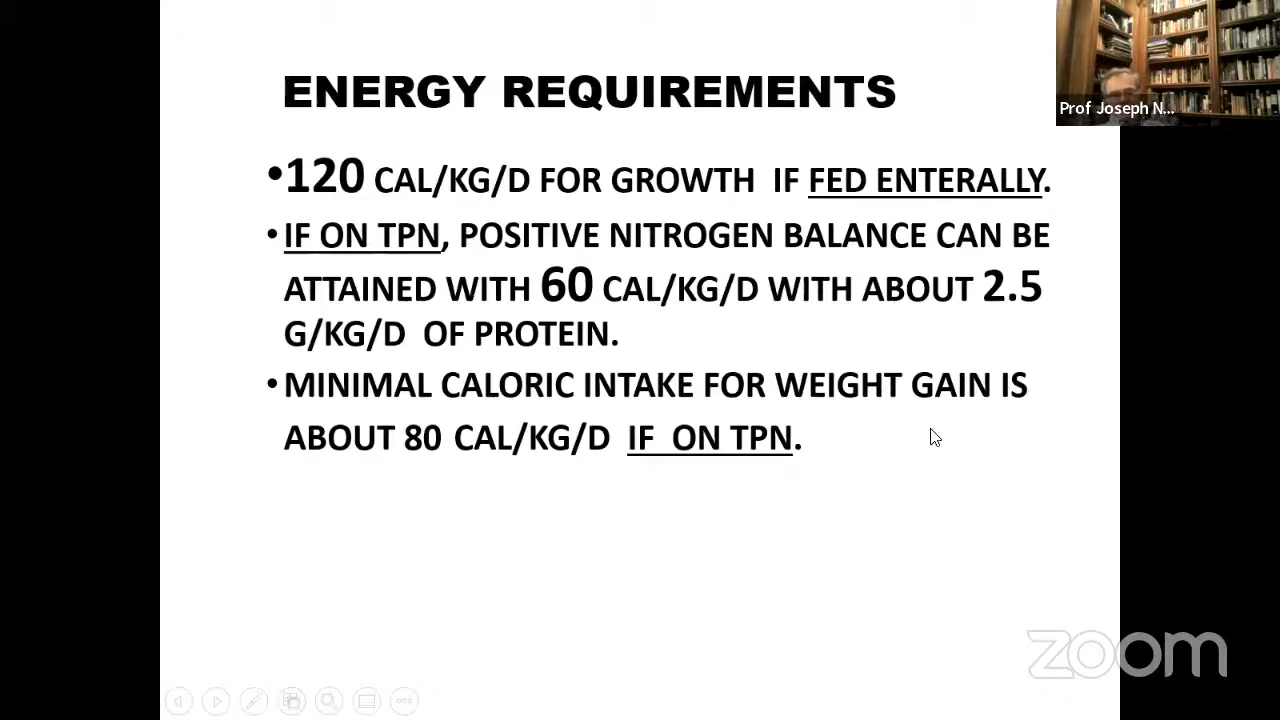 ENERGY REQUIREMENTS
•120 CAL/KG/D FOR GROWTH IF FED ENTERALLY.
• IF ON TPN, POSITIVE NITROGEN BALANCE CAN BE
ATTAINED WITH 60 CAL/KG/D WITH ABOUT 2.5
G/KG/D OF PROTEIN.
• MINIMAL CALORIC INTAKE FOR WEIGHT GAIN IS
ABOUT 80 CAL/KG/D IF ON TPN.
Prof Joseph N...
zoom